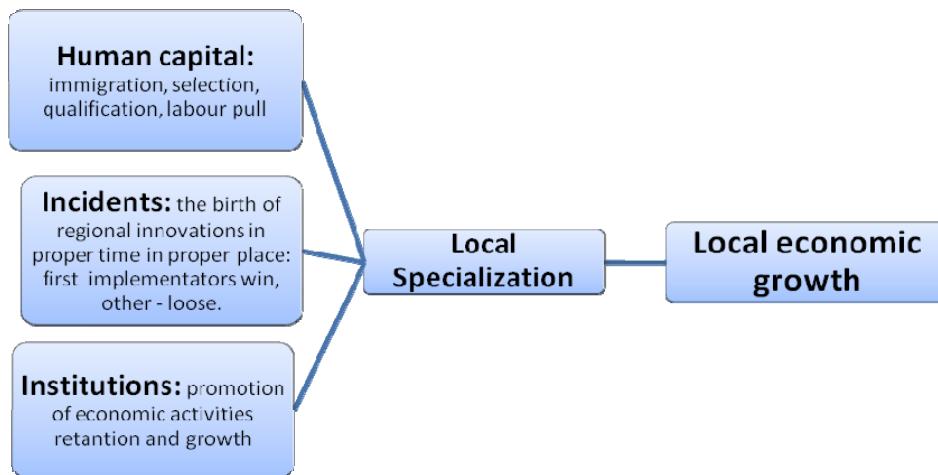 Human capital:
immigration, selection,
qualification, labour pull
Incidents: the birth of
regional innovations in
proper time in proper place:
first implementators win,
other - loose.
Institutions: promotion
of economic activities
retantion and growth
Local
Specialization
Local economic
growth